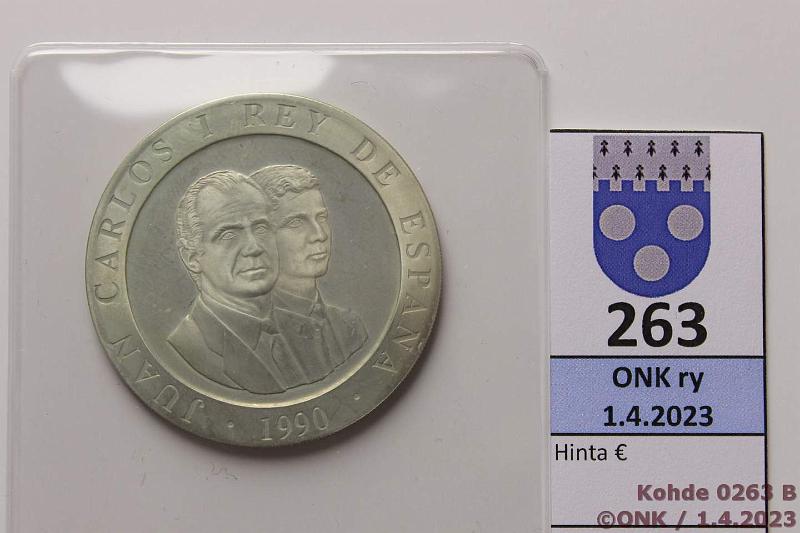 JUAN CARLOS I REY DE ESPAÑA
· 1990 ·
263
ONK ry
1.4.2023
Hinta €
Kohde 0263 B
©ONK / 1.4.2023